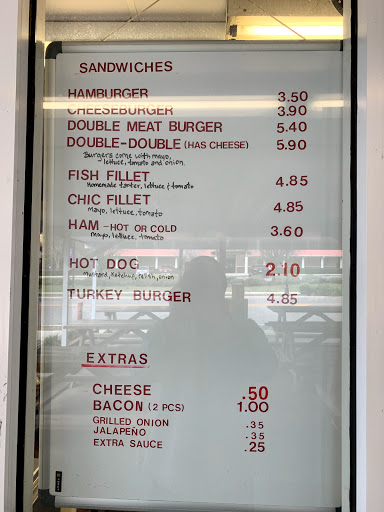 SANDWICHES
HAMBURGER 3.50
CHEESEBURGER 3.90
DOUBLE MEAT BURGER 5.40
DOUBLE-DOUBLE (HAS CHEESE) 5.90
Burgers come with mayo,
lettuce, tomato and onion.
FISH FILLET 4.85
Homemade tarter, lettuce & tomato
CHIC FILLET 4.85
Mayo, lettuce, tomato
HAM - HOT OR COLD 3.60
mayo, lettuce, tomato
HOT DOG 2.10
Mustard, Ketchup, relish, onion
TURKEY BURGER 4.85
EXTRAS
CHEESE .50
BACON (2 PCS) 1.00
GRILLED ONION .35
JALAPEÑO .35
EXTRA SAUCE .25